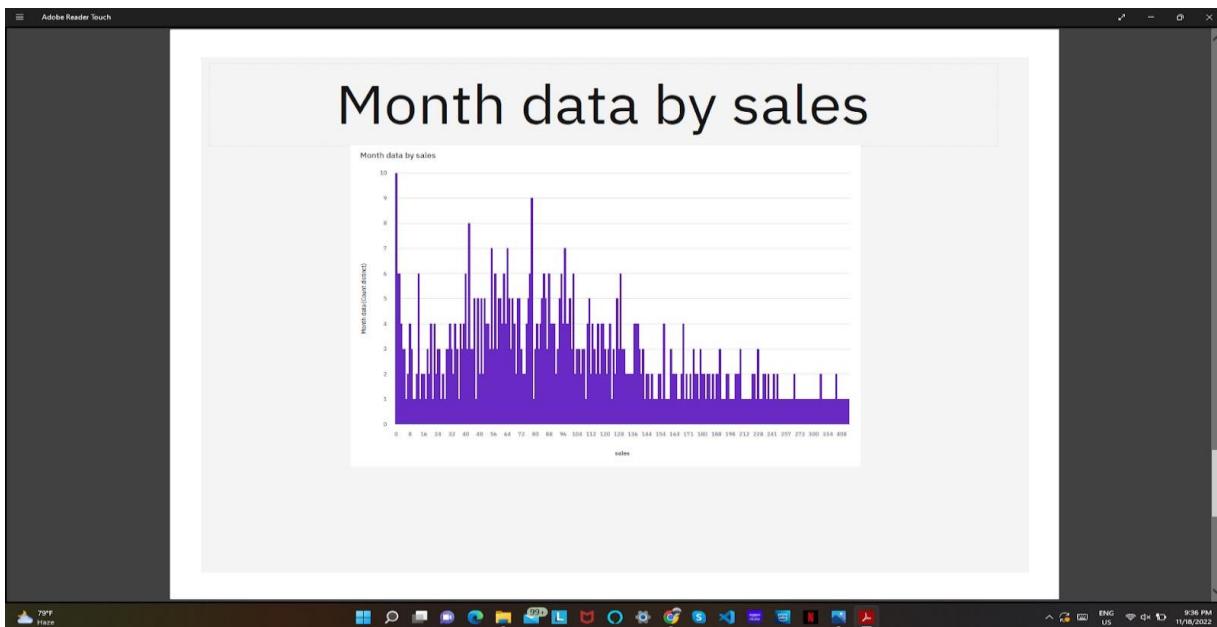 Adobe Reader Touch
Month data by sales
Month data by sales
10
9
8
7
6
5
4
3
2
1
0
Month data (Count distinct)
0 8 16 24 32 40 48 56 64 72 80 88 96 104 112 120 128 136 144 154 163 171 180 188 198 212 228 241 257 273 300 334 408
sales
79°F
Haze
99+
ENG
US
9:36 PM
11/18/2022